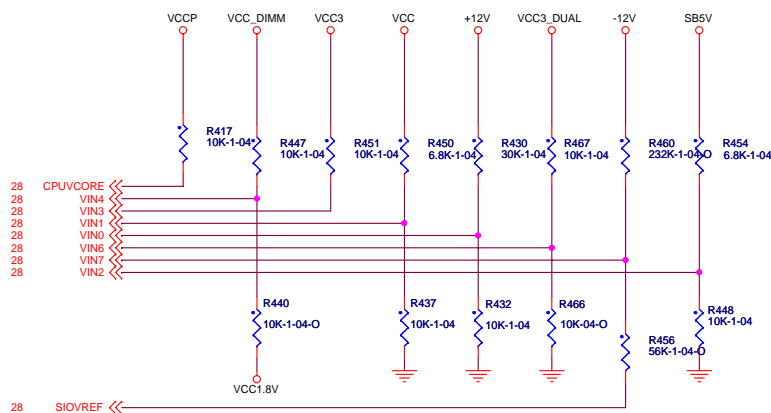 VCCP VCC_DIMM VCC3 VCC +12V VCC3_DUAL -12V SB5V
R417
10K-1-04
R447
10K-1-04
R451
10K-1-04
R450
6.8K-1-04
R430
30K-1-04
R467
10K-1-04
R460
232K-1-04-O
R454
6.8K-1-04
28 CPUVCORE
28 VIN4
28 VIN3
28 VIN1
28 VIN0
28 VIN6
28 VIN7
28 VIN2
R440
10K-1-04-O
R437
10K-1-04
R432
10K-1-04
R466
10K-04-O
R448
10K-1-04
R456
56K-1-04-O
VCC1.8V
28 SIOVREF